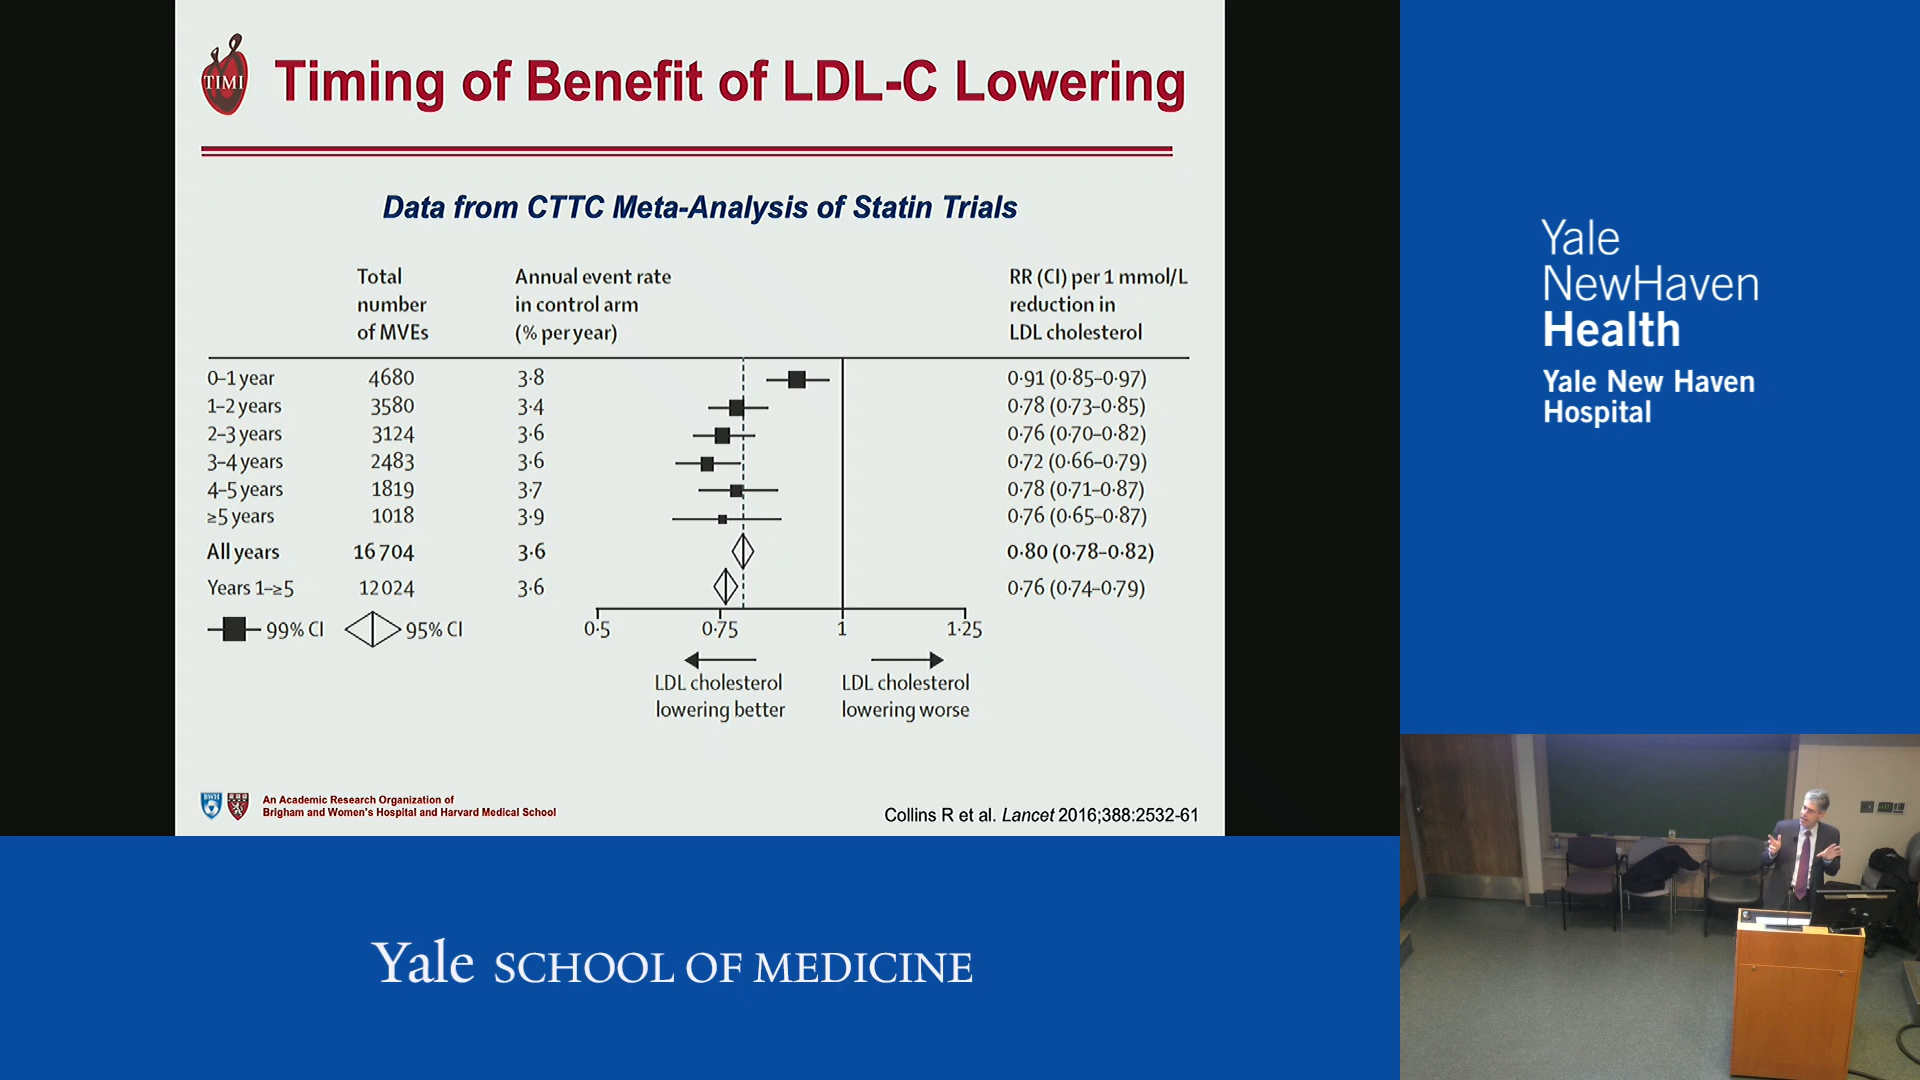 TIMI
Timing of Benefit of LDL-C Lowering
Data from CTTC Meta-Analysis of Statin Trials
Total number of MVEs
Annual event rate in control arm (% per year)
RR (CI) per 1 mmol/L reduction in LDL cholesterol
0–1 year 4680 3·8 0·91 (0·85–0·97)
1–2 years 3580 3·4 0·78 (0·73–0·85)
2–3 years 3124 3·6 0·76 (0·70–0·82)
3–4 years 2483 3·6 0·72 (0·66–0·79)
4–5 years 1819 3·7 0·78 (0·71–0·87)
≥5 years 1018 3·9 0·76 (0·65–0·87)
All years 16 704 3·6 0·80 (0·78–0·82)
Years 1–≥5 12 024 3·6 0·76 (0·74–0·79)
99% CI 95% CI
0·5 0·75 1 1·25
LDL cholesterol lowering better
LDL cholesterol lowering worse
BWH
An Academic Research Organization of
Brigham and Women's Hospital and Harvard Medical School
Collins R et al. Lancet 2016;388:2532-61
Yale
NewHaven
Health
Yale New Haven
Hospital
Yale SCHOOL OF MEDICINE